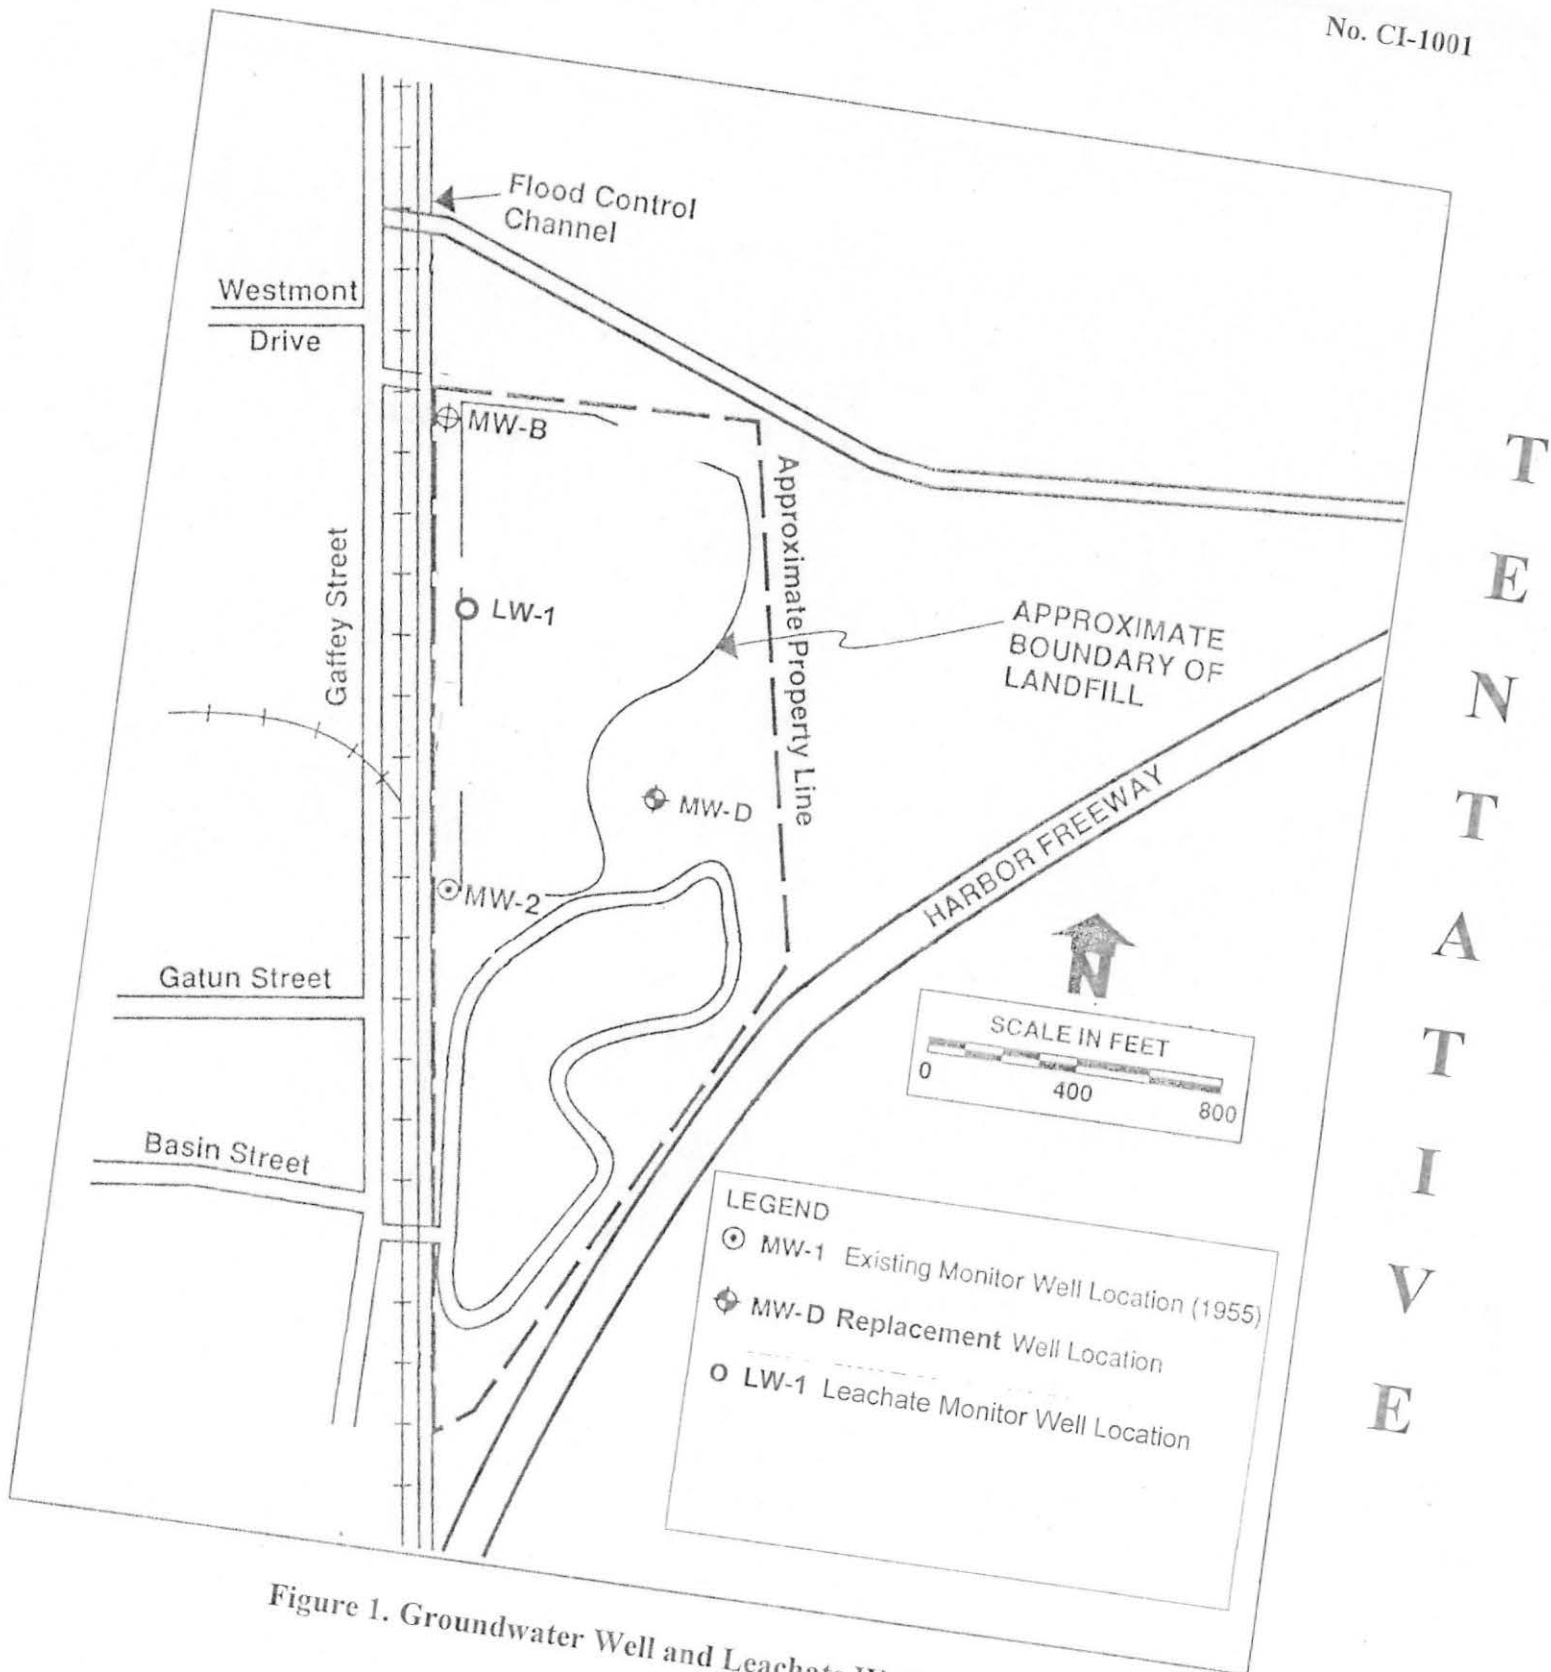 No. CI-1001
Flood Control
Channel
Westmont
Drive
MW-B
Approximate Property Line
Gaffey Street
LW-1
APPROXIMATE
BOUNDARY OF
LANDFILL
MW-D
HARBOR FREEWAY
MW-2
N
Gatun Street
SCALE IN FEET
0 400 800
Basin Street
LEGEND
MW-1 Existing Monitor Well Location (1955)
MW-D Replacement Well Location
LW-1 Leachate Monitor Well Location
TENTATIVE
Figure 1. Groundwater Well and Leachate